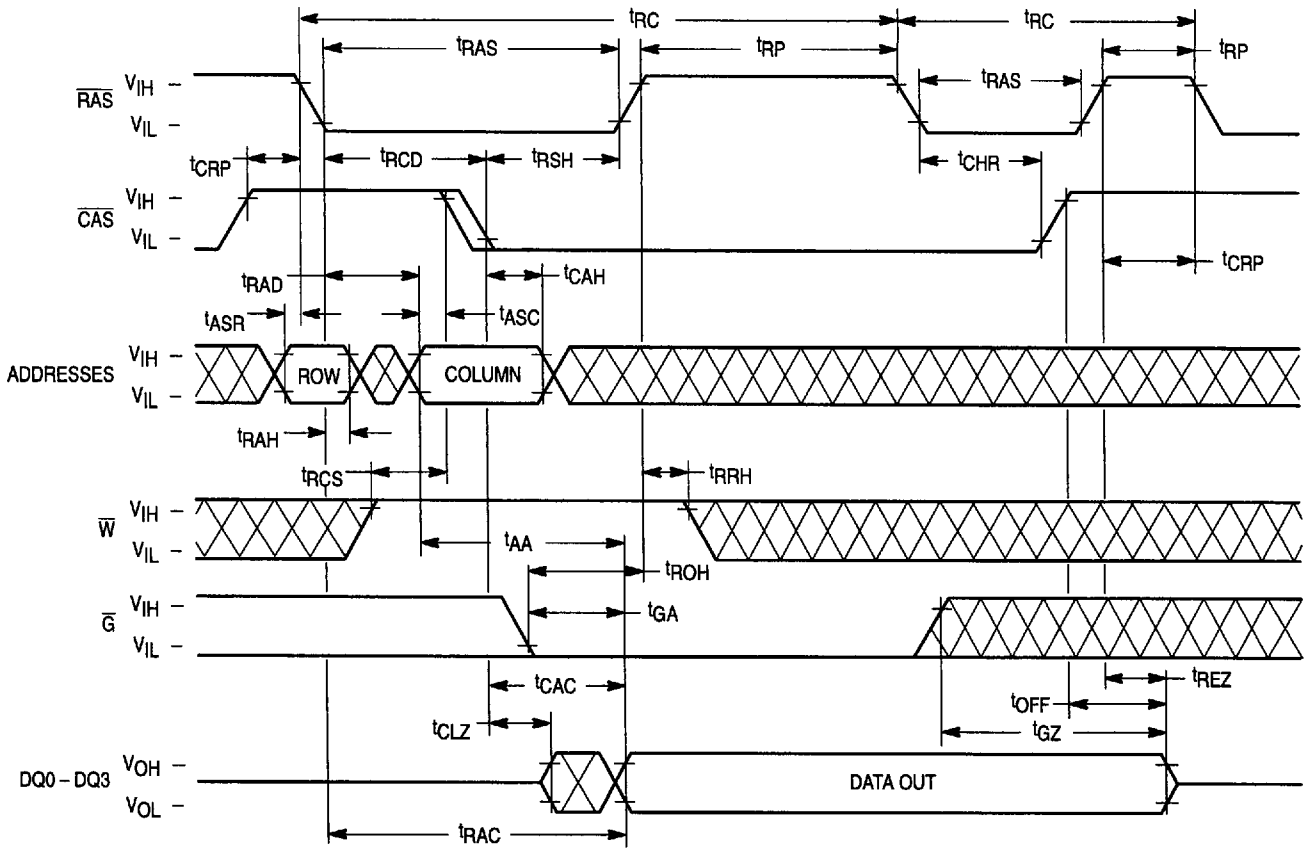 tRC tRC
tRAS tRP tRAS tRP
RAS VIH
VIL
tCRP tRCD tRSH tCHR
CAS VIH
VIL
tRAD tCAH tCRP
tASR tASC
ADDRESSES VIH ROW COLUMN
VIL
tRAH
tRCS tRRH
W VIH
VIL
tAA
tROH
G VIH
VIL
tGA
tCAC tREZ
tCLZ tOFF
tGZ
DQ0 – DQ3 VOH DATA OUT
VOL
tRAC